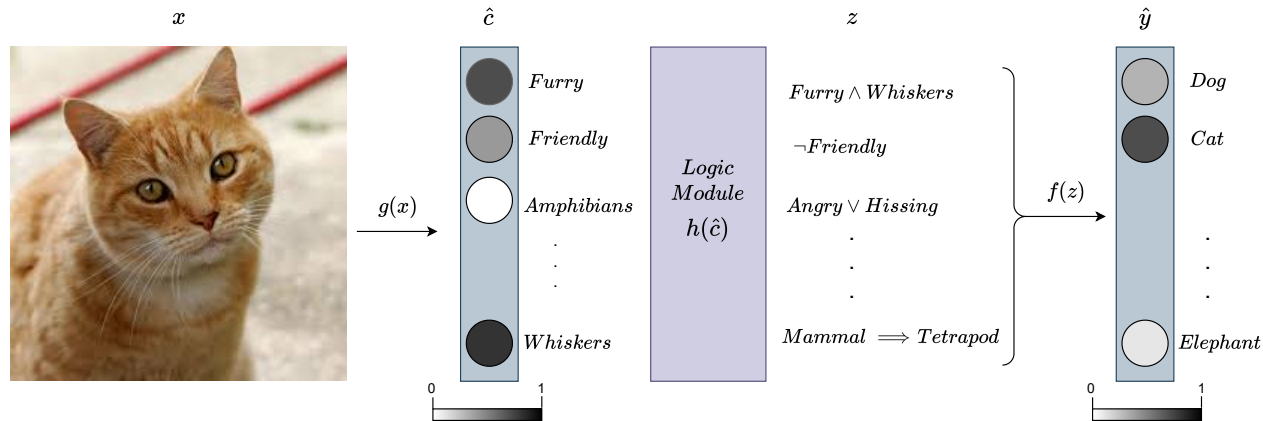 x
ĉ
z
ŷ
Furry
Friendly
Amphibians
Whiskers
g(x)
0 1
Logic
Module
h(ĉ)
Furry ∧ Whiskers
¬Friendly
Angry ∨ Hissing
Mammal ⟹ Tetrapod
f(z)
Dog
Cat
Elephant
0 1